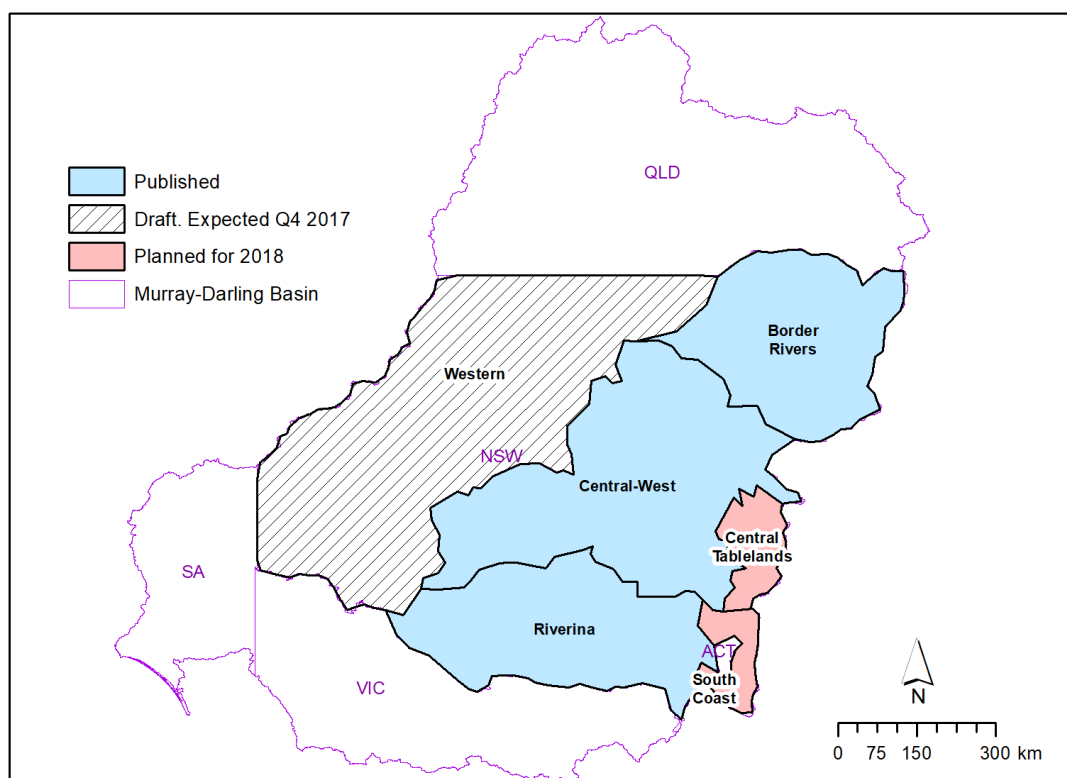 QLD
Published
Draft. Expected Q4 2017
Planned for 2018
Murray-Darling Basin
Border
Rivers
Western
NSW
Central-West
Central
Tablelands
SA
Riverina
ACT
South
Coast
VIC
N
0 75 150 300 km